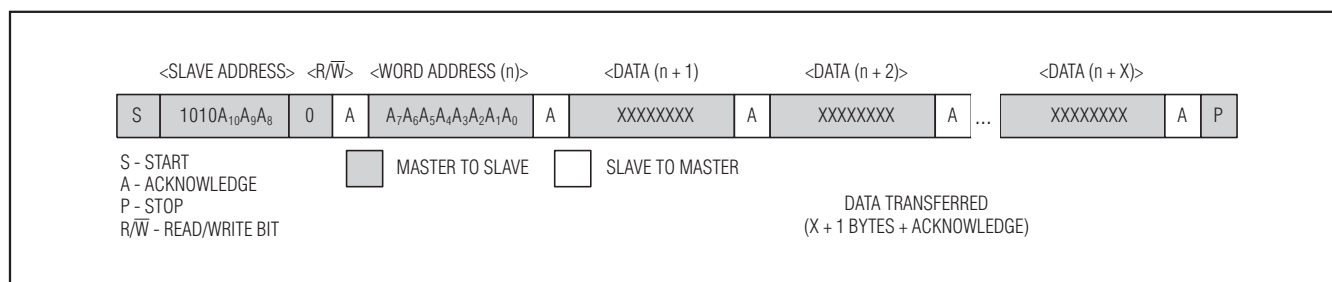 <SLAVE ADDRESS> <R/W̅> <WORD ADDRESS (n)> <DATA (n + 1) <DATA (n + 2)> <DATA (n + X)>
S 1010A₁₀A₉A₈ 0 A A₇A₆A₅A₄A₃A₂A₁A₀ A XXXXXXXX A XXXXXXXX A ... XXXXXXXX A P
S - START
A - ACKNOWLEDGE
P - STOP
R/W̅ - READ/WRITE BIT
MASTER TO SLAVE SLAVE TO MASTER
DATA TRANSFERRED
(X + 1 BYTES + ACKNOWLEDGE)